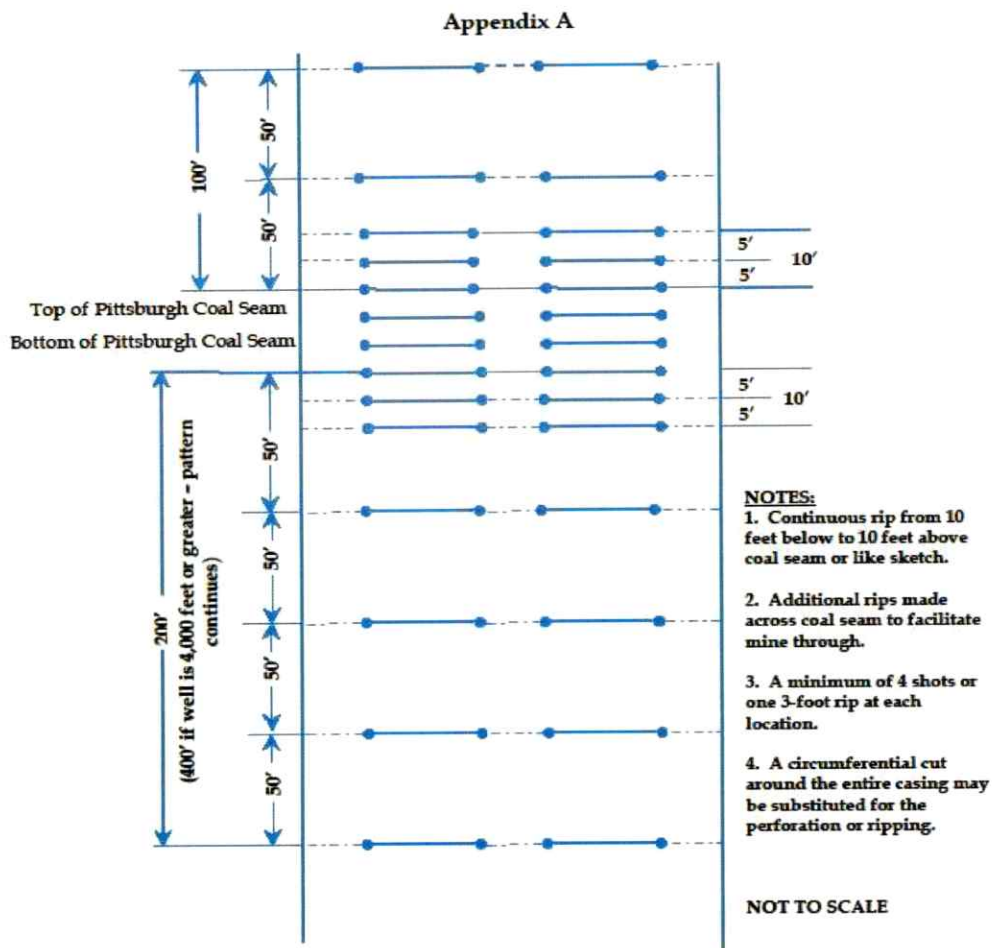 Appendix A
50'
100'
50'
5'
10'
5'
Top of Pittsburgh Coal Seam
Bottom of Pittsburgh Coal Seam
5'
10'
5'
50'
200'
(400' if well is 4,000 feet or greater – pattern
continues)
50'
50'
50'
NOTES:
1. Continuous rip from 10
feet below to 10 feet above
coal seam or like sketch.
2. Additional rips made
across coal seam to facilitate
mine through.
3. A minimum of 4 shots or
one 3-foot rip at each
location.
4. A circumferential cut
around the entire casing may
be substituted for the
perforation or ripping.
NOT TO SCALE